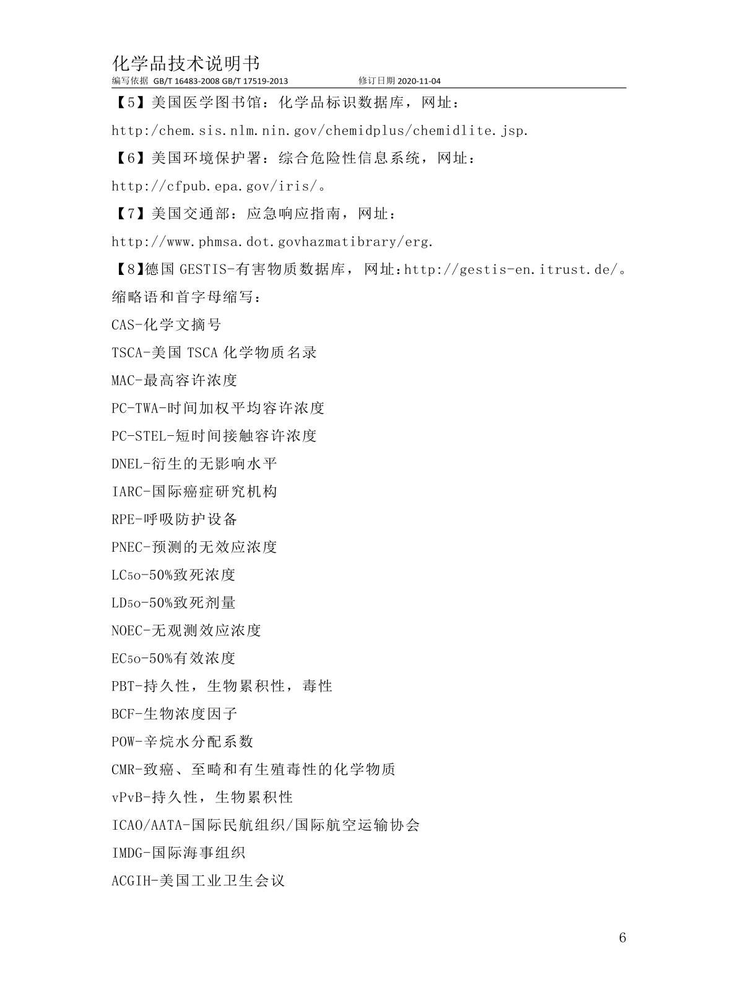 化学品技术说明书
编写依据 GB/T 16483-2008 GB/T 17519-2013 修订日期 2020-11-04
【5】美国医学图书馆：化学品标识数据库，网址：
http:/chem.sis.nlm.nin.gov/chemidplus/chemidlite.jsp.
【6】美国环境保护署：综合危险性信息系统，网址：
http://cfpub.epa.gov/iris/。
【7】美国交通部：应急响应指南，网址：
http://www.phmsa.dot.govhazmatibrary/erg.
【8】德国 GESTIS-有害物质数据库， 网址：http://gestis-en.itrust.de/。
缩略语和首字母缩写：
CAS-化学文摘号
TSCA-美国 TSCA 化学物质名录
MAC-最高容许浓度
PC-TWA-时间加权平均容许浓度
PC-STEL-短时间接触容许浓度
DNEL-衍生的无影响水平
IARC-国际癌症研究机构
RPE-呼吸防护设备
PNEC-预测的无效应浓度
LC5o-50%致死浓度
LD5o-50%致死剂量
NOEC-无观测效应浓度
EC5o-50%有效浓度
PBT-持久性，生物累积性，毒性
BCF-生物浓度因子
POW-辛烷水分配系数
CMR-致癌、至畸和有生殖毒性的化学物质
vPvB-持久性，生物累积性
ICAO/AATA-国际民航组织/国际航空运输协会
IMDG-国际海事组织
ACGIH-美国工业卫生会议
6